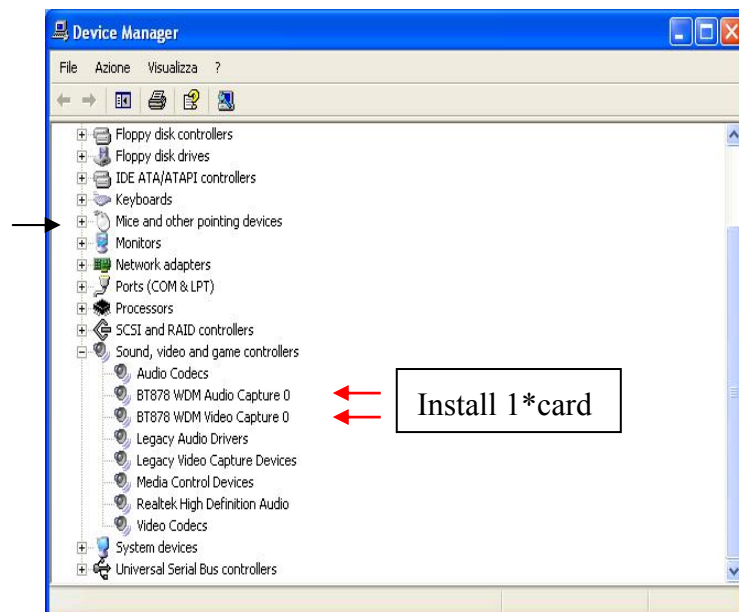 Device Manager
File Azione Visualizza ?
Floppy disk controllers
Floppy disk drives
IDE ATA/ATAPI controllers
Keyboards
Mice and other pointing devices
Monitors
Network adapters
Ports (COM & LPT)
Processors
SCSI and RAID controllers
Sound, video and game controllers
Audio Codecs
BT878 WDM Audio Capture 0
BT878 WDM Video Capture 0
Install 1*card
Legacy Audio Drivers
Legacy Video Capture Devices
Media Control Devices
Realtek High Definition Audio
Video Codecs
System devices
Universal Serial Bus controllers